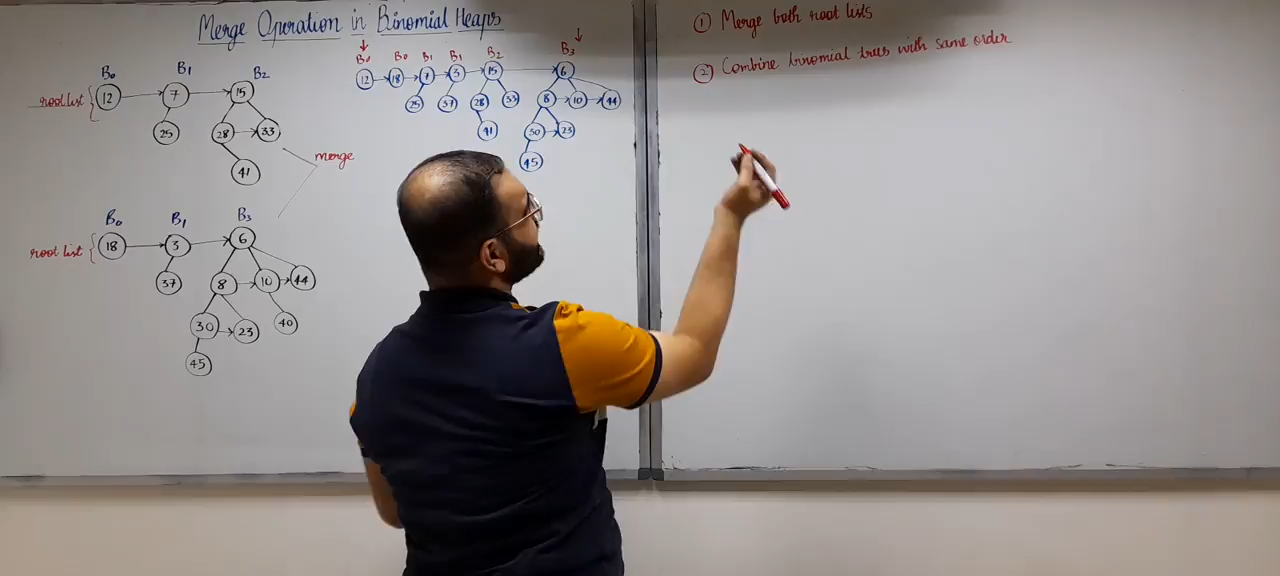 Merge Operation in Binomial Heaps
B₀ B₁ B₂
root list { 12 7 15
25 28 33
41
merge
B₀ B₁ B₃
root list { 18 3 6
37 8 10 44
30 23 40
45
B₀ B₀ B₁ B₁ B₂ B₃
12 18 7 3 15 6
25 37 28 33 8 10 44
41 30 23
45
① Merge both root lists
② Combine binomial trees with same order